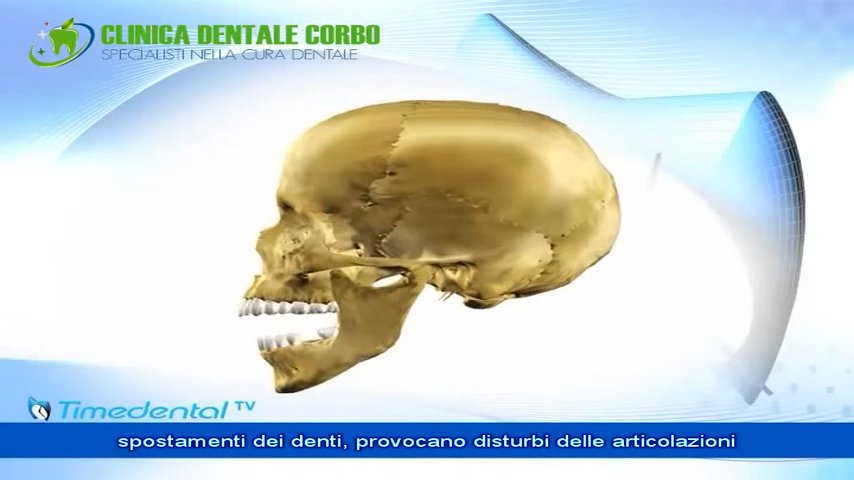 CLINICA DENTALE CORBO
SPECIALISTI NELLA CURA DENTALE
Timedental TV
spostamenti dei denti, provocano disturbi delle articolazioni